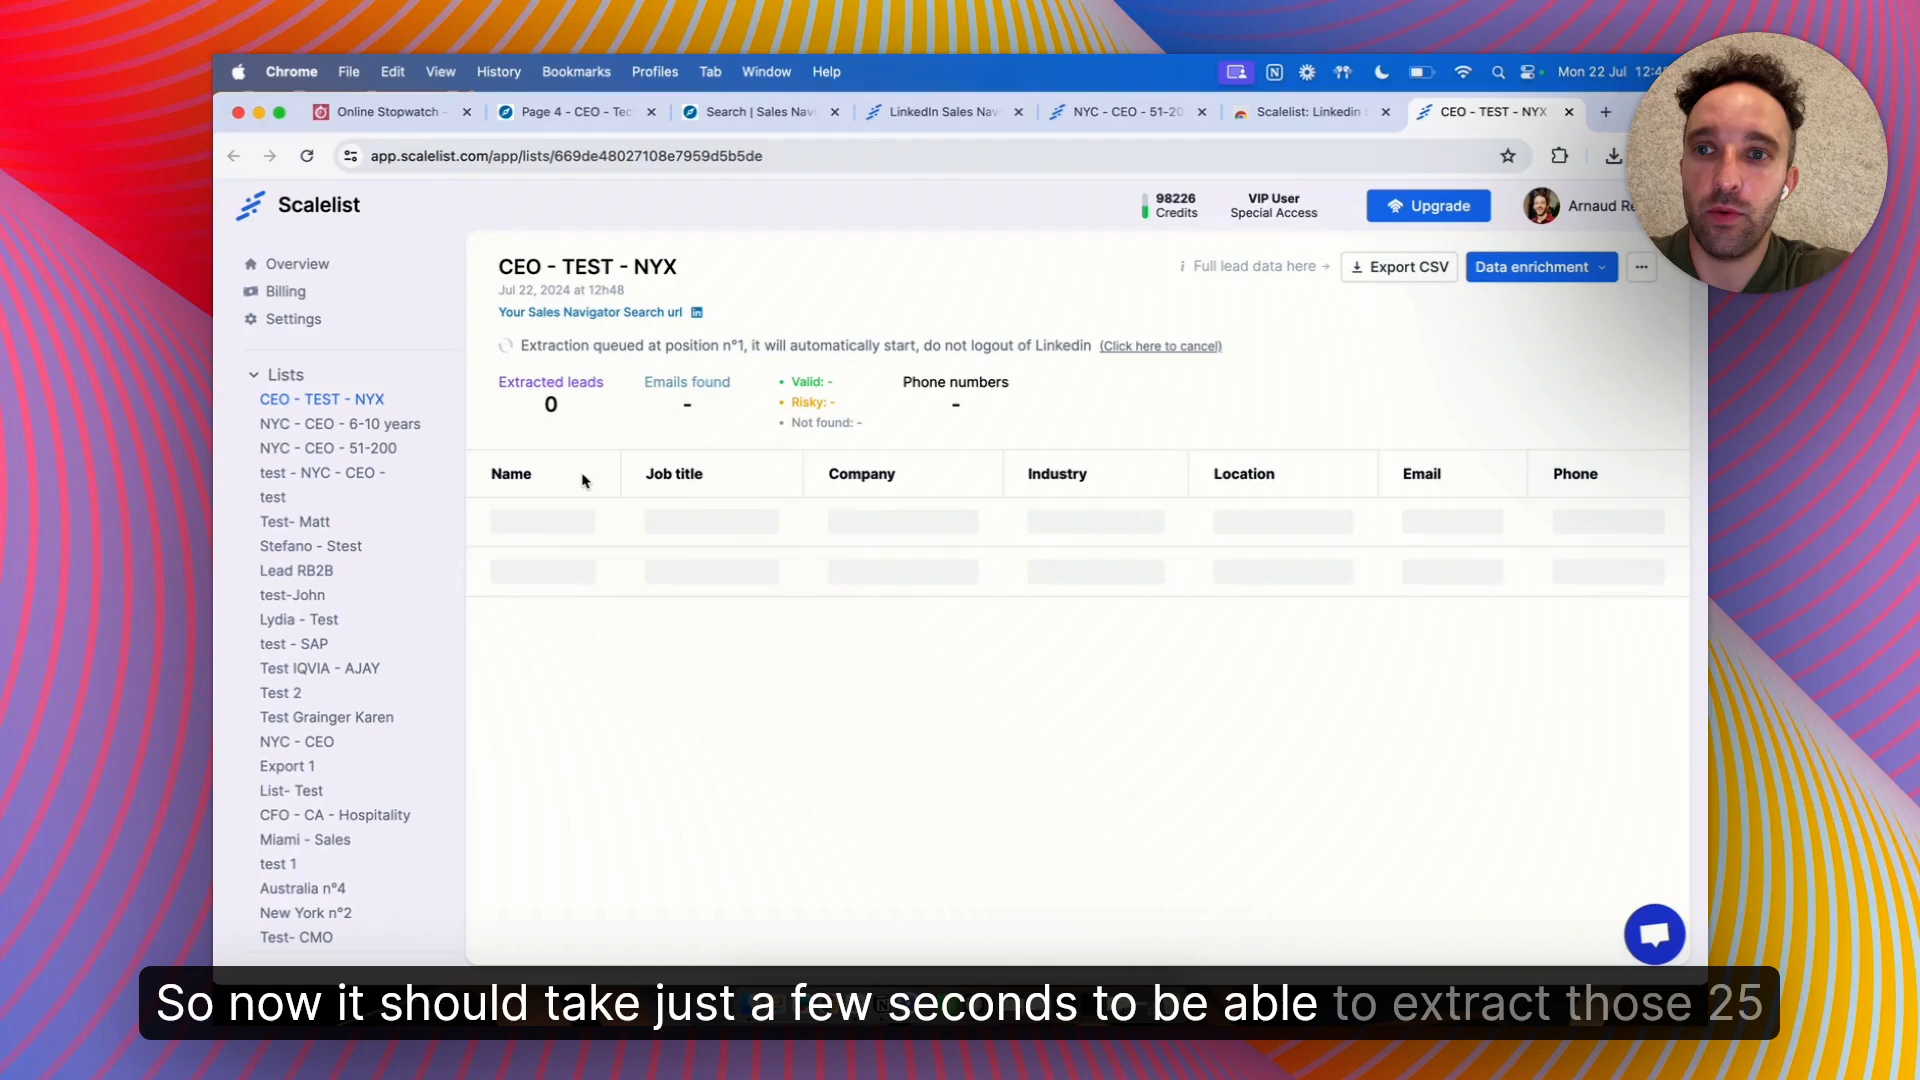 Chrome File Edit View History Bookmarks Profiles Tab Window Help
Mon 22 Jul 12:4
Online Stopwatch -
Page 4 - CEO - Tec
Search | Sales Navi
LinkedIn Sales Nav
NYC - CEO - 51-20
Scalelist: Linkedin
CEO - TEST - NYX
app.scalelist.com/app/lists/669de48027108e7959d5b5de
Scalelist
98226
Credits
VIP User
Special Access
Upgrade
Arnaud Re
Overview
Billing
Settings
Lists
CEO - TEST - NYX
NYC - CEO - 6-10 years
NYC - CEO - 51-200
test - NYC - CEO -
test
Test- Matt
Stefano - Stest
Lead RB2B
test-John
Lydia - Test
test - SAP
Test IQVIA - AJAY
Test 2
Test Grainger Karen
NYC - CEO
Export 1
List- Test
CFO - CA - Hospitality
Miami - Sales
test 1
Australia n°4
New York n°2
Test- CMO
CEO - TEST - NYX
Jul 22, 2024 at 12h48
Your Sales Navigator Search url
Full lead data here →
Export CSV
Data enrichment
Extraction queued at position n°1, it will automatically start, do not logout of Linkedin (Click here to cancel)
Extracted leads
0
Emails found
-
• Valid: -
• Risky: -
• Not found: -
Phone numbers
-
Name Job title Company Industry Location Email Phone
So now it should take just a few seconds to be able to extract those 25